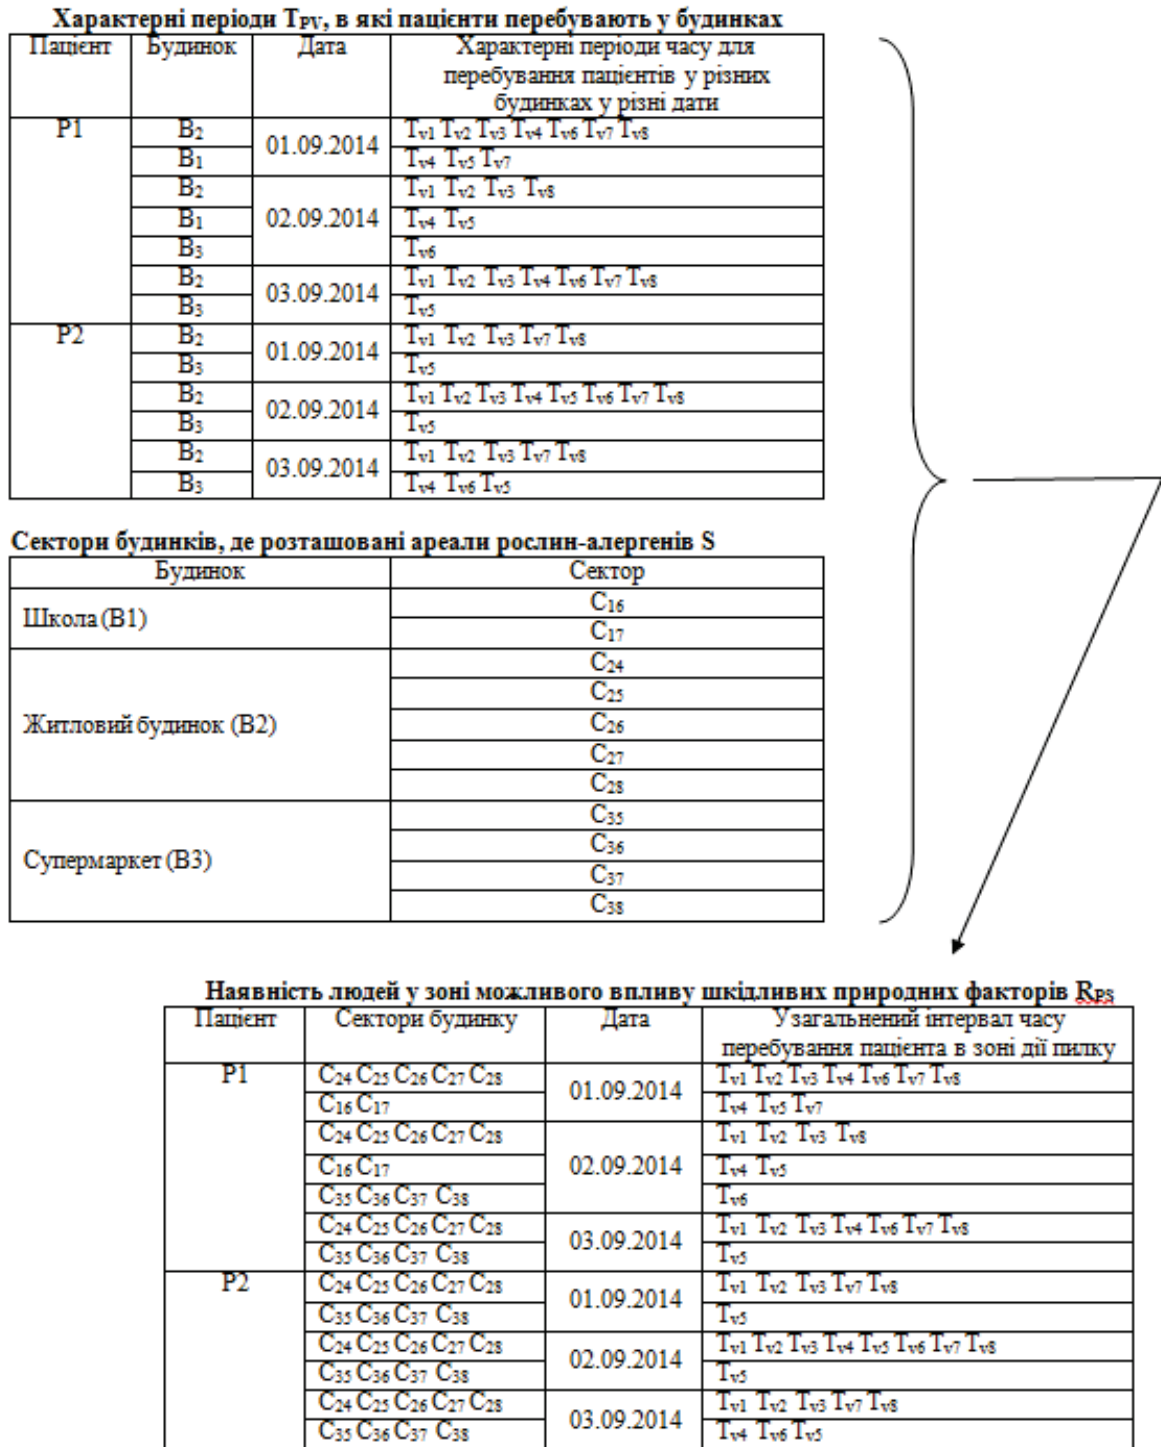 Характерні періоди TPV, в які пацієнти перебувають у будинках
Пацієнт Будинок Дата Характерні періоди часу для
перебування пацієнтів у різних
будинках у різні дати
P1 B2 01.09.2014 Tv1 Tv2 Tv3 Tv4 Tv6 Tv7 Tv8
B1 Tv4 Tv5 Tv7
B2 02.09.2014 Tv1 Tv2 Tv3 Tv8
B1 Tv4 Tv5
B3 Tv6
B2 03.09.2014 Tv1 Tv2 Tv3 Tv4 Tv6 Tv7 Tv8
B3 Tv5
P2 B2 01.09.2014 Tv1 Tv2 Tv3 Tv7 Tv8
B3 Tv5
B2 02.09.2014 Tv1 Tv2 Tv3 Tv4 Tv5 Tv6 Tv7 Tv8
B3 Tv5
B2 03.09.2014 Tv1 Tv2 Tv3 Tv7 Tv8
B3 Tv4 Tv6 Tv5
Сектори будинків, де розташовані ареали рослин-алергенів S
Будинок Сектор
Школа (B1) C16
C17
Житловий будинок (B2) C24
C25
C26
C27
C28
Супермаркет (B3) C35
C36
C37
C38
Наявність людей у зоні можливого впливу шкідливих природних факторів RPS
Пацієнт Сектори будинку Дата Узагальнений інтервал часу
перебування пацієнта в зоні дії пилку
P1 C24 C25 C26 C27 C28 01.09.2014 Tv1 Tv2 Tv3 Tv4 Tv6 Tv7 Tv8
C16 C17 Tv4 Tv5 Tv7
C24 C25 C26 C27 C28 02.09.2014 Tv1 Tv2 Tv3 Tv8
C16 C17 Tv4 Tv5
C35 C36 C37 C38 Tv6
C24 C25 C26 C27 C28 03.09.2014 Tv1 Tv2 Tv3 Tv4 Tv6 Tv7 Tv8
C35 C36 C37 C38 Tv5
P2 C24 C25 C26 C27 C28 01.09.2014 Tv1 Tv2 Tv3 Tv7 Tv8
C35 C36 C37 C38 Tv5
C24 C25 C26 C27 C28 02.09.2014 Tv1 Tv2 Tv3 Tv4 Tv5 Tv6 Tv7 Tv8
C35 C36 C37 C38 Tv5
C24 C25 C26 C27 C28 03.09.2014 Tv1 Tv2 Tv3 Tv7 Tv8
C35 C36 C37 C38 Tv4 Tv6 Tv5